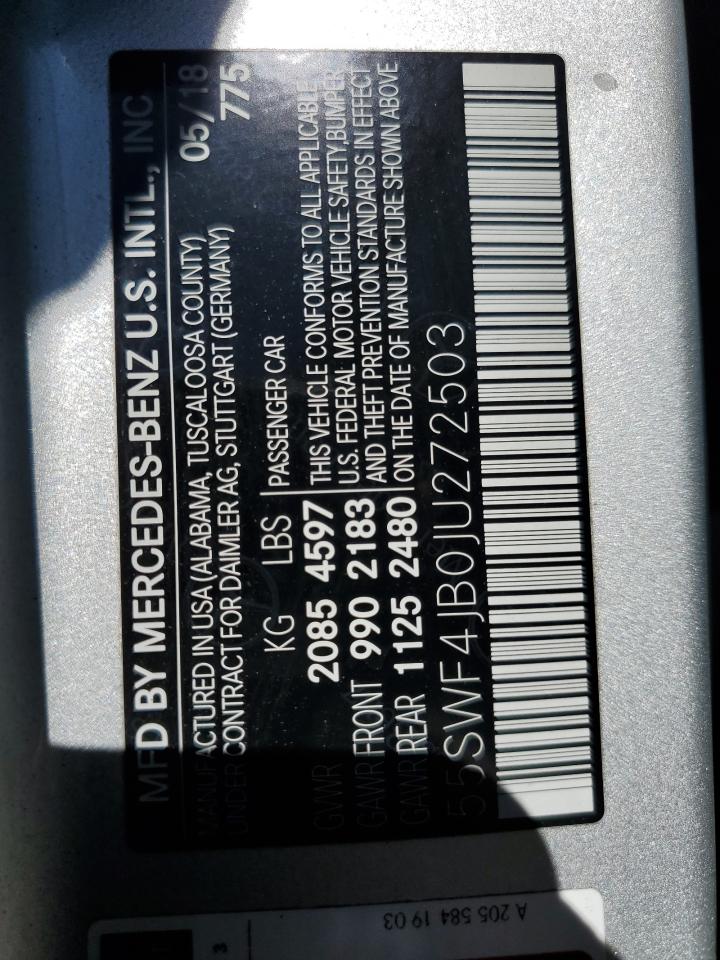 MFD BY MERCEDES-BENZ U.S. INTL., INC
MANUFACTURED IN USA (ALABAMA, TUSCALOOSA COUNTY) 05/18
UNDER CONTRACT FOR DAIMLER AG, STUTTGART (GERMANY) 775
KG LBS PASSENGER CAR
GVWR 2085 4597 THIS VEHICLE CONFORMS TO ALL APPLICABLE
GAWR FRONT 990 2183 U.S. FEDERAL MOTOR VEHICLE SAFETY, BUMPER
GAWR REAR 1125 2480 AND THEFT PREVENTION STANDARDS IN EFFECT
ON THE DATE OF MANUFACTURE SHOWN ABOVE
55SWF4JB0JU272503
A 205 584 19 03
3